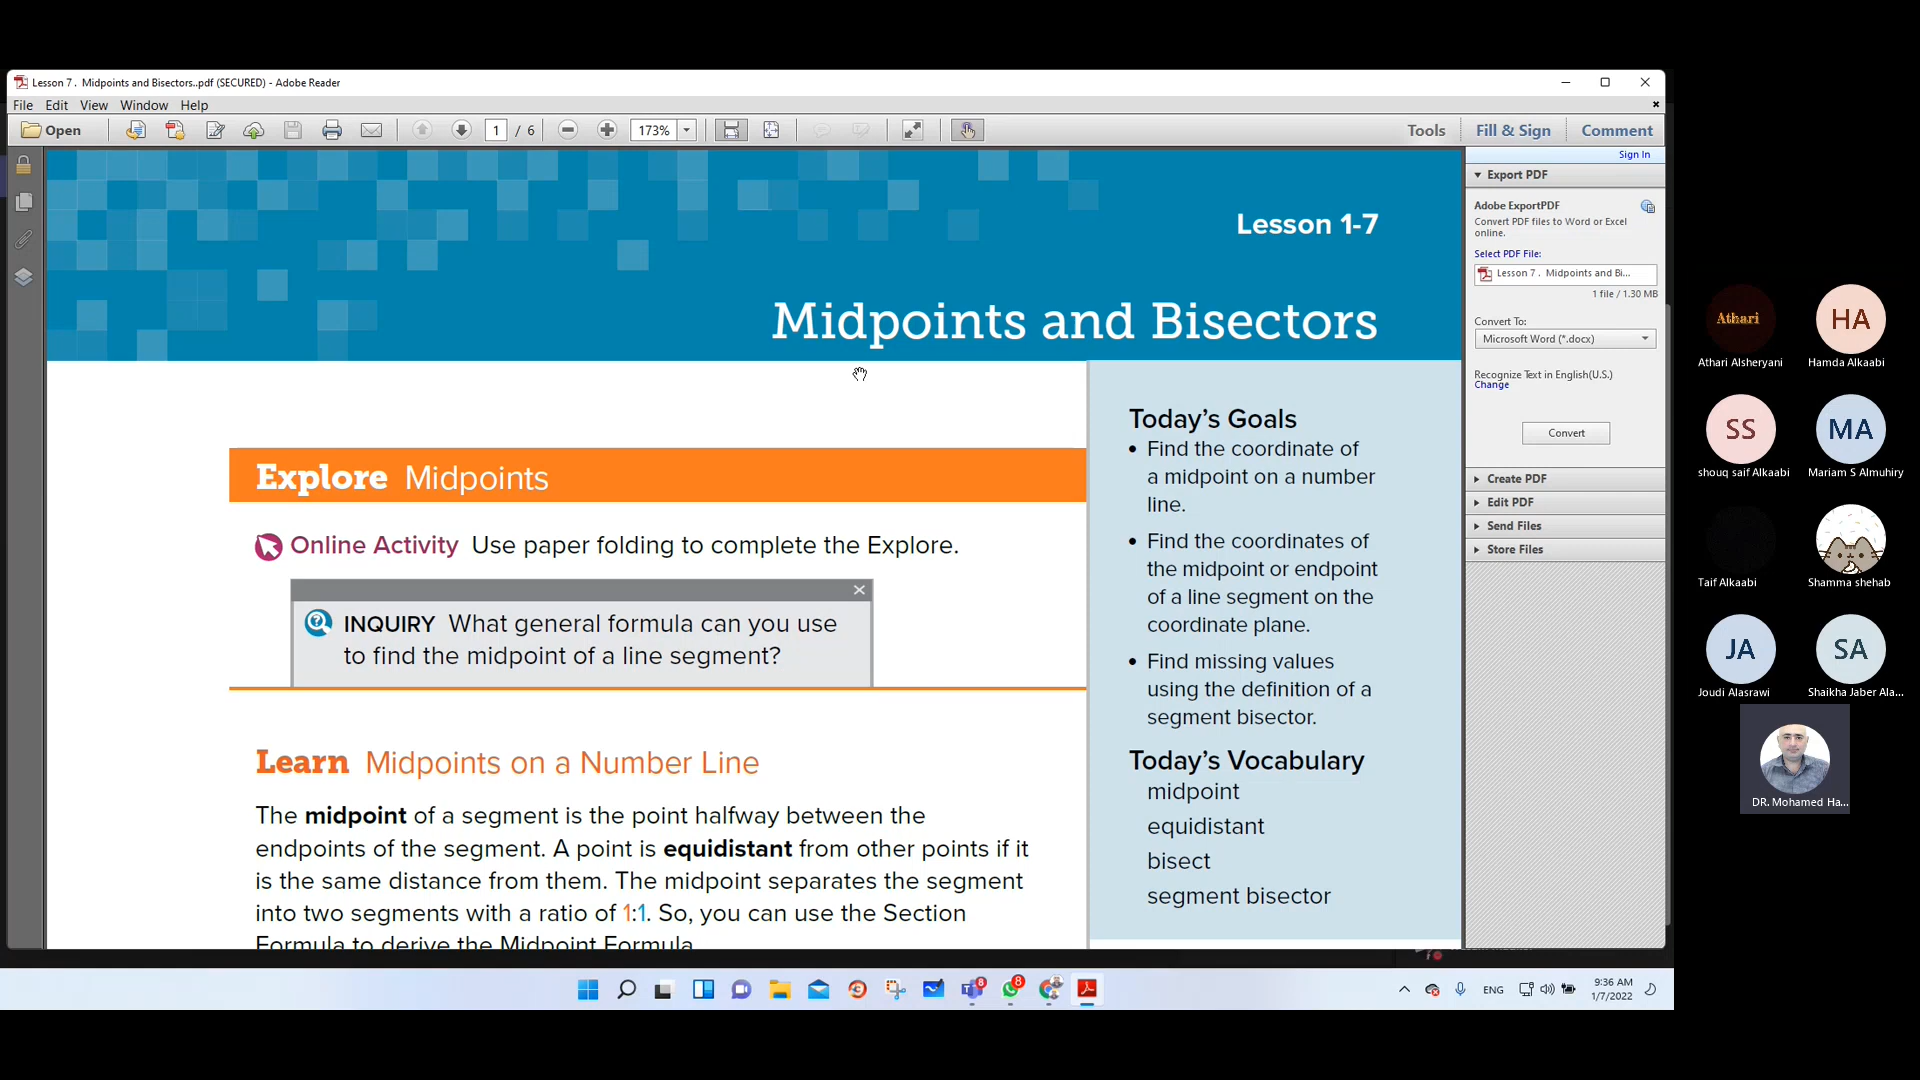 Lesson 7 .  Midpoints and Bisectors..pdf (SECURED) - Adobe Reader
File Edit View Window Help
Open
1 / 6
173%
Tools
Fill & Sign
Comment
Sign In
Export PDF
Adobe ExportPDF
Convert PDF files to Word or Excel
online.
Select PDF File:
Lesson 7 .  Midpoints and Bi...
1 file / 1.30 MB
Convert To:
Microsoft Word (*.docx)
Recognize Text in English(U.S.)
Change
Convert
Create PDF
Edit PDF
Send Files
Store Files
Lesson 1-7
Midpoints and Bisectors
Explore Midpoints
Online Activity Use paper folding to complete the Explore.
INQUIRY What general formula can you use
to find the midpoint of a line segment?
Learn Midpoints on a Number Line
The midpoint of a segment is the point halfway between the
endpoints of the segment. A point is equidistant from other points if it
is the same distance from them. The midpoint separates the segment
into two segments with a ratio of 1:1. So, you can use the Section
Formula to derive the Midpoint Formula.
Today's Goals
• Find the coordinate of
a midpoint on a number
line.
• Find the coordinates of
the midpoint or endpoint
of a line segment on the
coordinate plane.
• Find missing values
using the definition of a
segment bisector.
Today's Vocabulary
midpoint
equidistant
bisect
segment bisector
Athari
Athari Alsheryani
HA
Hamda Alkaabi
SS
shouq saif Alkaabi
MA
Mariam S Almuhiry
Taif Alkaabi
Shamma shehab
JA
Joudi Alasrawi
SA
Shaikha Jaber Ala...
DR. Mohamed Ha...
8
8
ENG
9:36 AM
1/7/2022